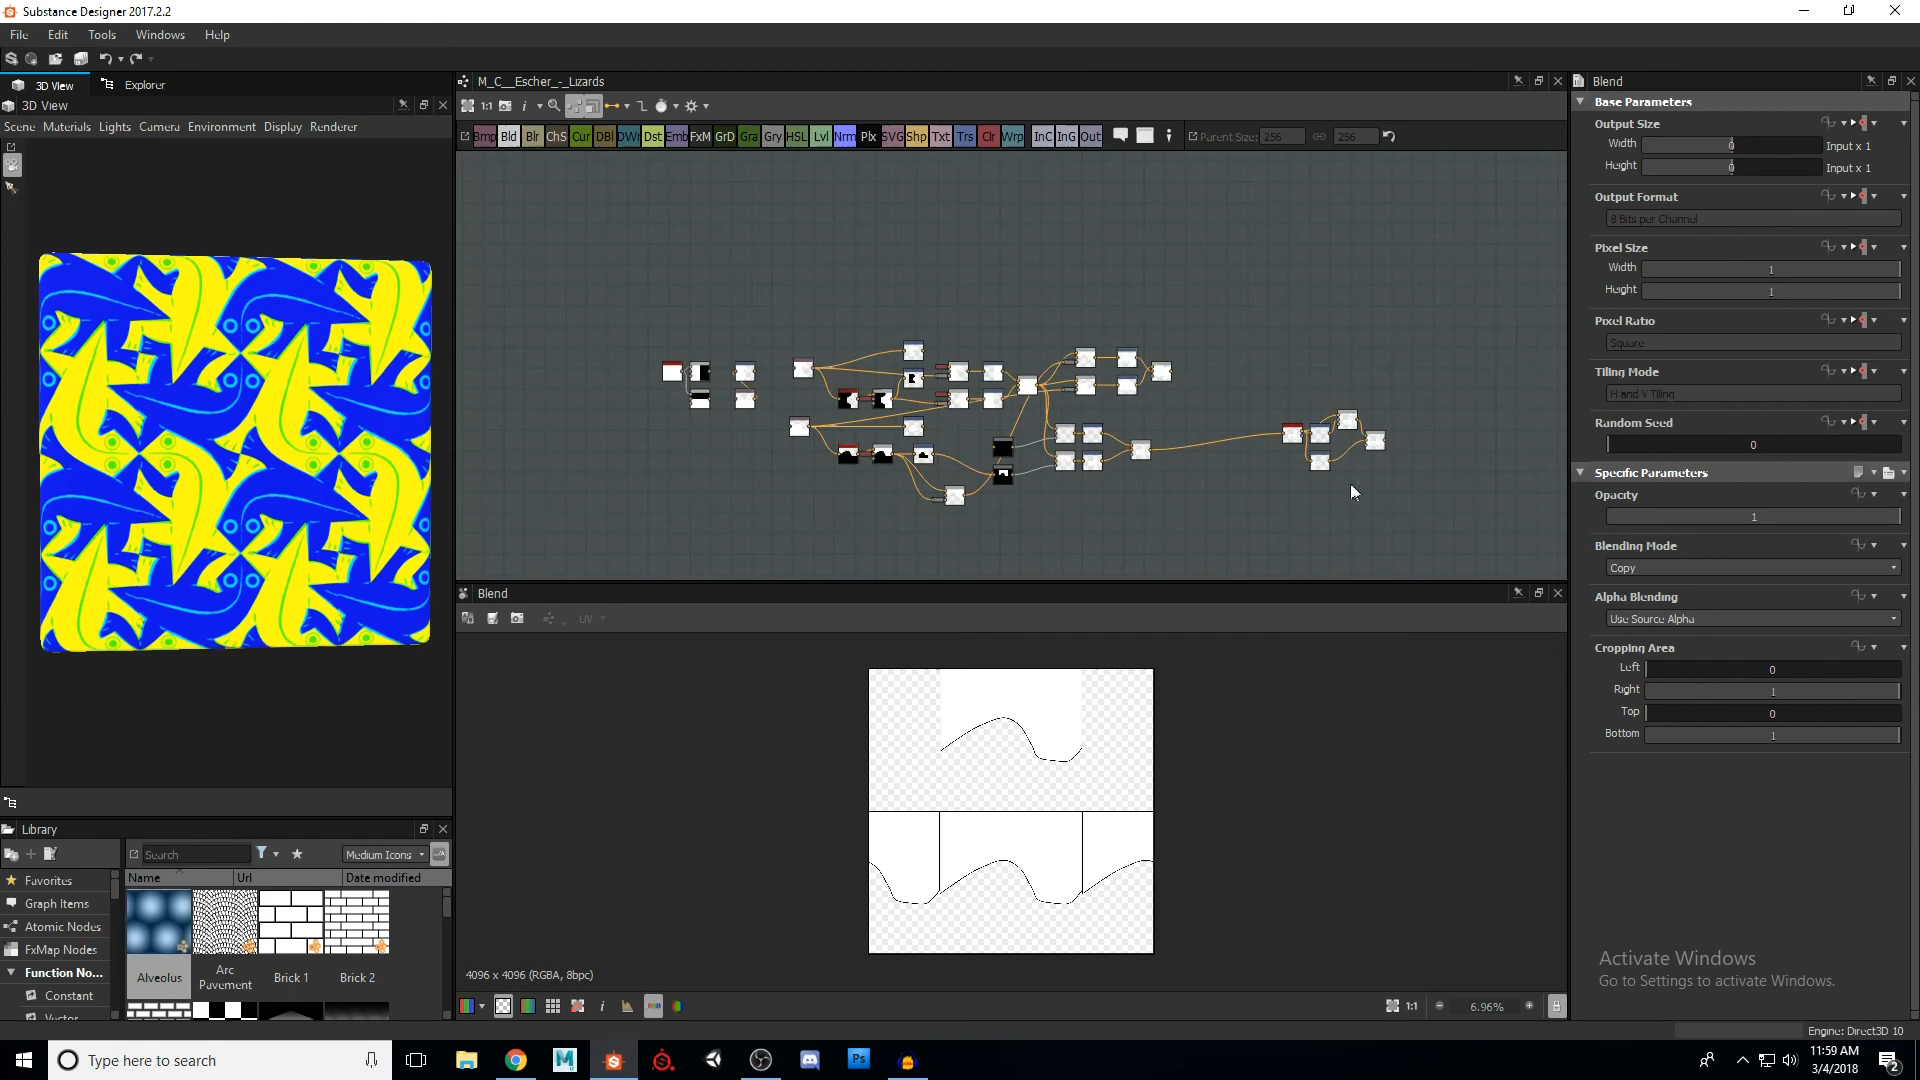 Substance Designer 2017.2.2
File Edit Tools Windows Help
3D View Explorer
3D View
Scene Materials Lights Camera Environment Display Renderer
M_C__Escher_-_Lizards
1:1 i
Bmp Bld Blr ChS Cur DBl DWr Dst Emb FxM GrD Gra Gry HSL Lvl Nrm Plx SVG Shp Txt Trs Clr Wrp InC InG Out Parent Size: 256 256
Blend
UV
4096 x 4096 (RGBA, 8bpc)
1:1 6.96%
Library
Search Medium Icons
Name Url Date modified
Favorites
Graph Items
Atomic Nodes
FxMap Nodes
Function No...
Constant
Vector
Alveolus
Arc Pavement
Brick 1
Brick 2
Blend
Base Parameters
Output Size
Width 0 Input x 1
Height 0 Input x 1
Output Format
8 Bits per Channel
Pixel Size
Width 1
Height 1
Pixel Ratio
Square
Tiling Mode
H and V Tiling
Random Seed
0
Specific Parameters
Opacity
1
Blending Mode
Copy
Alpha Blending
Use Source Alpha
Cropping Area
Left 0
Right 1
Top 0
Bottom 1
Activate Windows
Go to Settings to activate Windows.
Engine: Direct3D 10
Type here to search
Ps
11:59 AM
3/4/2018
2